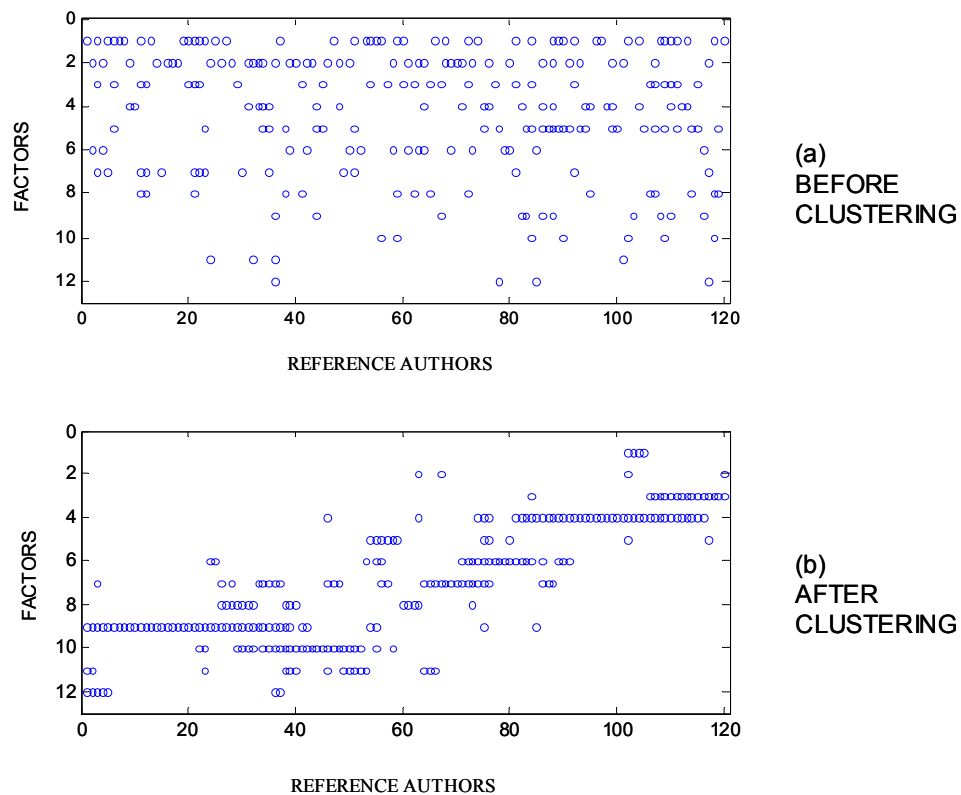 0
2
4
6
8
10
12
FACTORS
0 20 40 60 80 100 120
REFERENCE AUTHORS
(a)
BEFORE
CLUSTERING
0
2
4
6
8
10
12
FACTORS
0 20 40 60 80 100 120
REFERENCE AUTHORS
(b)
AFTER
CLUSTERING